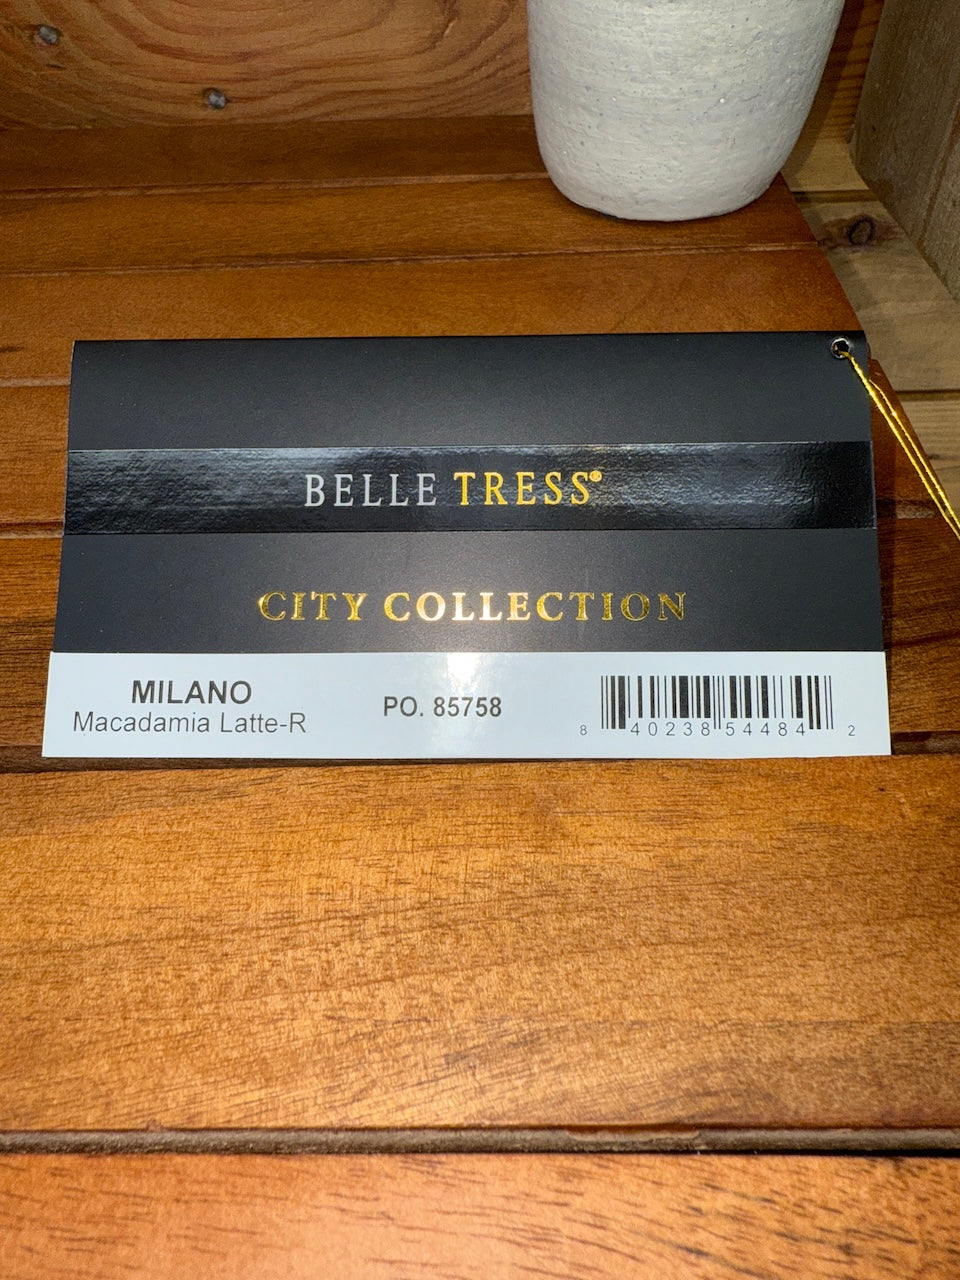 BELLE TRESS®
CITY COLLECTION
MILANO
Macadamia Latte-R
PO. 85758
8 40238 54484 2